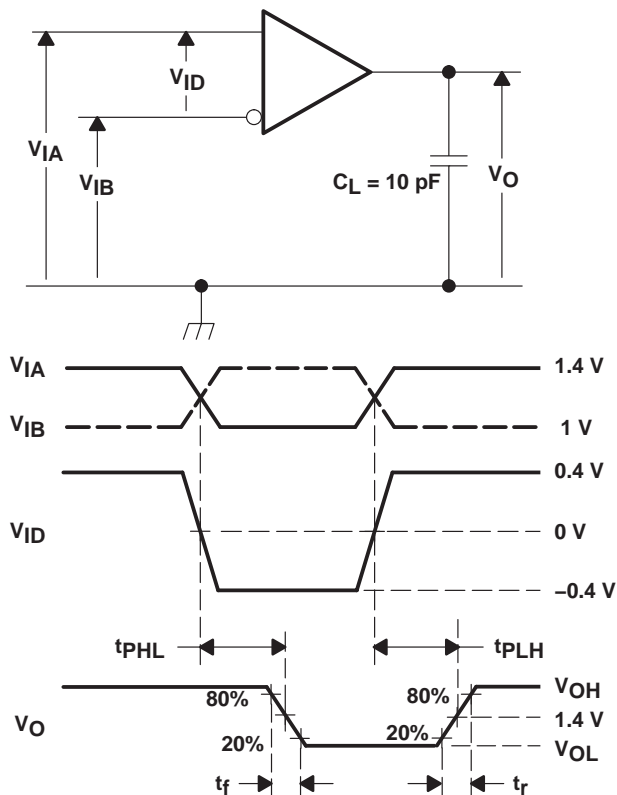 VID
VIA
VIB
CL = 10 pF
VO
VIA
1.4 V
VIB
1 V
0.4 V
VID
0 V
–0.4 V
tPHL
tPLH
VOH
80%
80%
VO
1.4 V
20%
20%
VOL
tf
tr